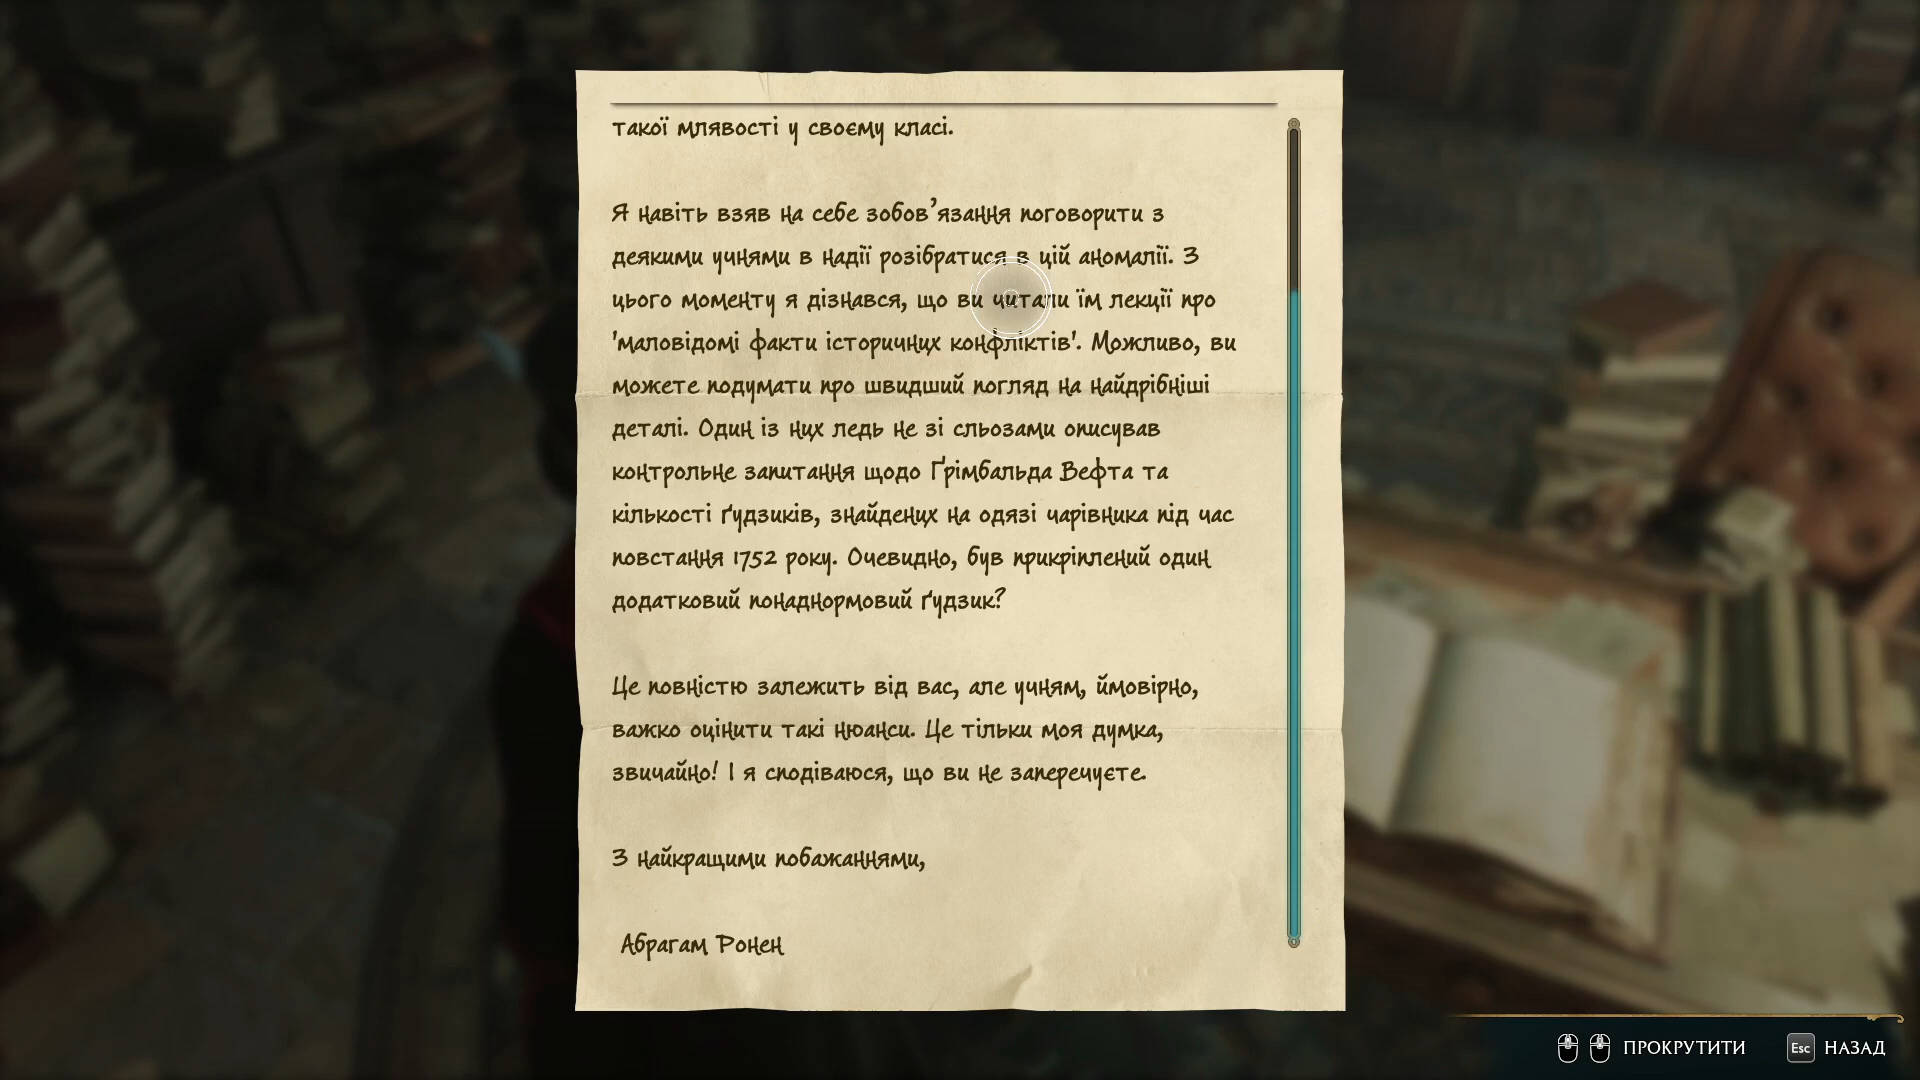 такої млявості у своєму класі.
Я навіть взяв на себе зобов’язання поговорити з
деякими учнями в надії розібратися в цій аномалії. З
цього моменту я дізнався, що ви читали їм лекції про
'маловідомі факти історичних конфліктів'. Можливо, ви
можете подумати про швидший погляд на найдрібніші
деталі. Один із них ледь не зі сльозами описував
контрольне запитання щодо Ґрімбальда Вефта та
кількості ґудзиків, знайдених на одязі чарівника під час
повстання 1752 року. Очевидно, був прикріплений один
додатковий понаднормовий ґудзик?
Це повністю залежить від вас, але учням, ймовірно,
важко оцінити такі нюанси. Це тільки моя думка,
звичайно! І я сподіваюся, що ви не заперечуєте.
З найкращими побажаннями,
Абрагам Ронен
ПРОКРУТИТИ Esc НАЗАД